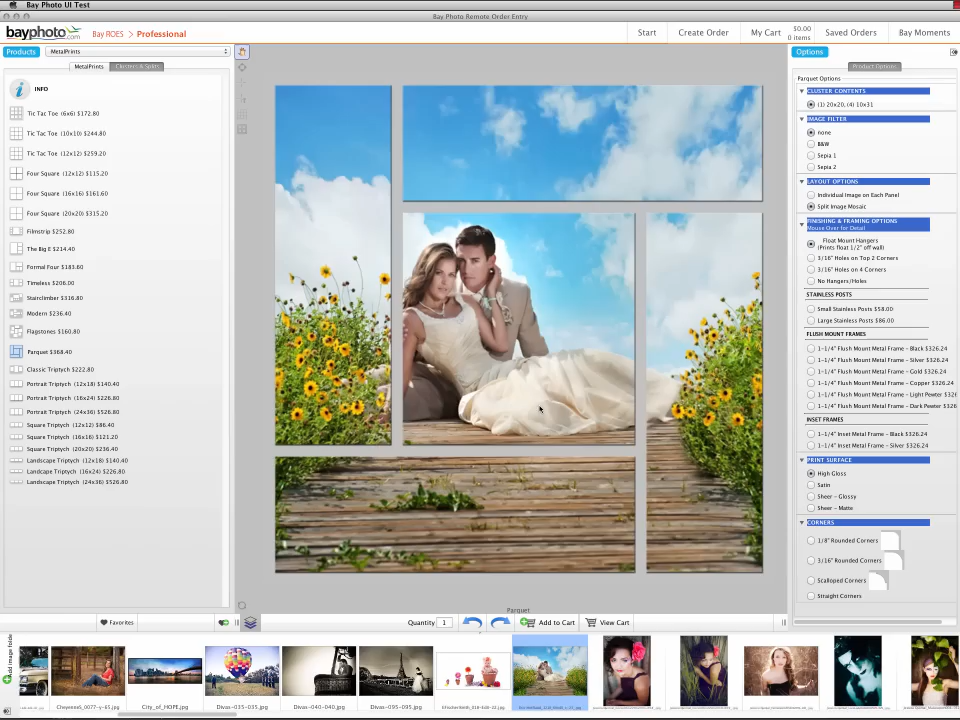 Bay Photo UI Test
Bay Photo Remote Order Entry
bayphoto.com
Bay ROES > Professional
Start
Create Order
My Cart
$0.00
0 items
Saved Orders
Bay Moments
Products
MetalPrints
MetalPrints
Clusters & Splits
INFO
Tic Tac Toe (6x6) $172.80
Tic Tac Toe (10x10) $244.80
Tic Tac Toe (12x12) $259.20
Four Square (12x12) $115.20
Four Square (16x16) $161.60
Four Square (20x20) $315.20
Filmstrip $252.80
The Big E $214.40
Formal Four $183.60
Timeless $206.00
Stairclimber $316.80
Modern $236.40
Flagstones $160.80
Parquet $368.40
Classic Triptych $222.80
Portrait Triptych (12x18) $140.40
Portrait Triptych (16x24) $226.80
Portrait Triptych (24x36) $526.80
Square Triptych (12x12) $86.40
Square Triptych (16x16) $121.20
Square Triptych (20x20) $236.40
Landscape Triptych (12x18) $140.40
Landcape Triptych (16x24) $226.80
Landscape Triptych (24x36) $526.80
Favorites
Parquet
Quantity 1
Add to Cart
View Cart
Options
Product Options
Parquet Options
CLUSTER CONTENTS
(1) 20x20, (4) 10x31
IMAGE FILTER
none
B&W
Sepia 1
Sepia 2
LAYOUT OPTIONS
Individual Image on Each Panel
Split Image Mosaic
FINISHING & FRAMING OPTIONS
Mouse Over for Detail
Float Mount Hangers
(Prints float 1/2" off wall)
3/16" Holes on Top 2 Corners
3/16" Holes on 4 Corners
No Hangers/Holes
STAINLESS POSTS
Small Stainless Posts $58.00
Large Stainless Posts $86.00
FLUSH MOUNT FRAMES
1-1/4" Flush Mount Metal Frame - Black $326.24
1-1/4" Flush Mount Metal Frame - Silver $326.24
1-1/4" Flush Mount Metal Frame - Gold $326.24
1-1/4" Flush Mount Metal Frame - Copper $326.24
1-1/4" Flush Mount Metal Frame - Light Pewter $326
1-1/4" Flush Mount Metal Frame - Dark Pewter $326
INSET FRAMES
1-1/4" Inset Metal Frame - Black $326.24
1-1/4" Inset Metal Frame - Silver $326.24
PRINT SURFACE
High Gloss
Satin
Sheer - Glossy
Sheer - Matte
CORNERS
1/8" Rounded Corners
3/16" Rounded Corners
Scalloped Corners
Straight Corners
Add image folde
Cheyenne5_0077-y-65.jpg
City_of_HOPE.jpg
Divas-035-035.jpg
Divas-040-040.jpg
Divas-095-095.jpg